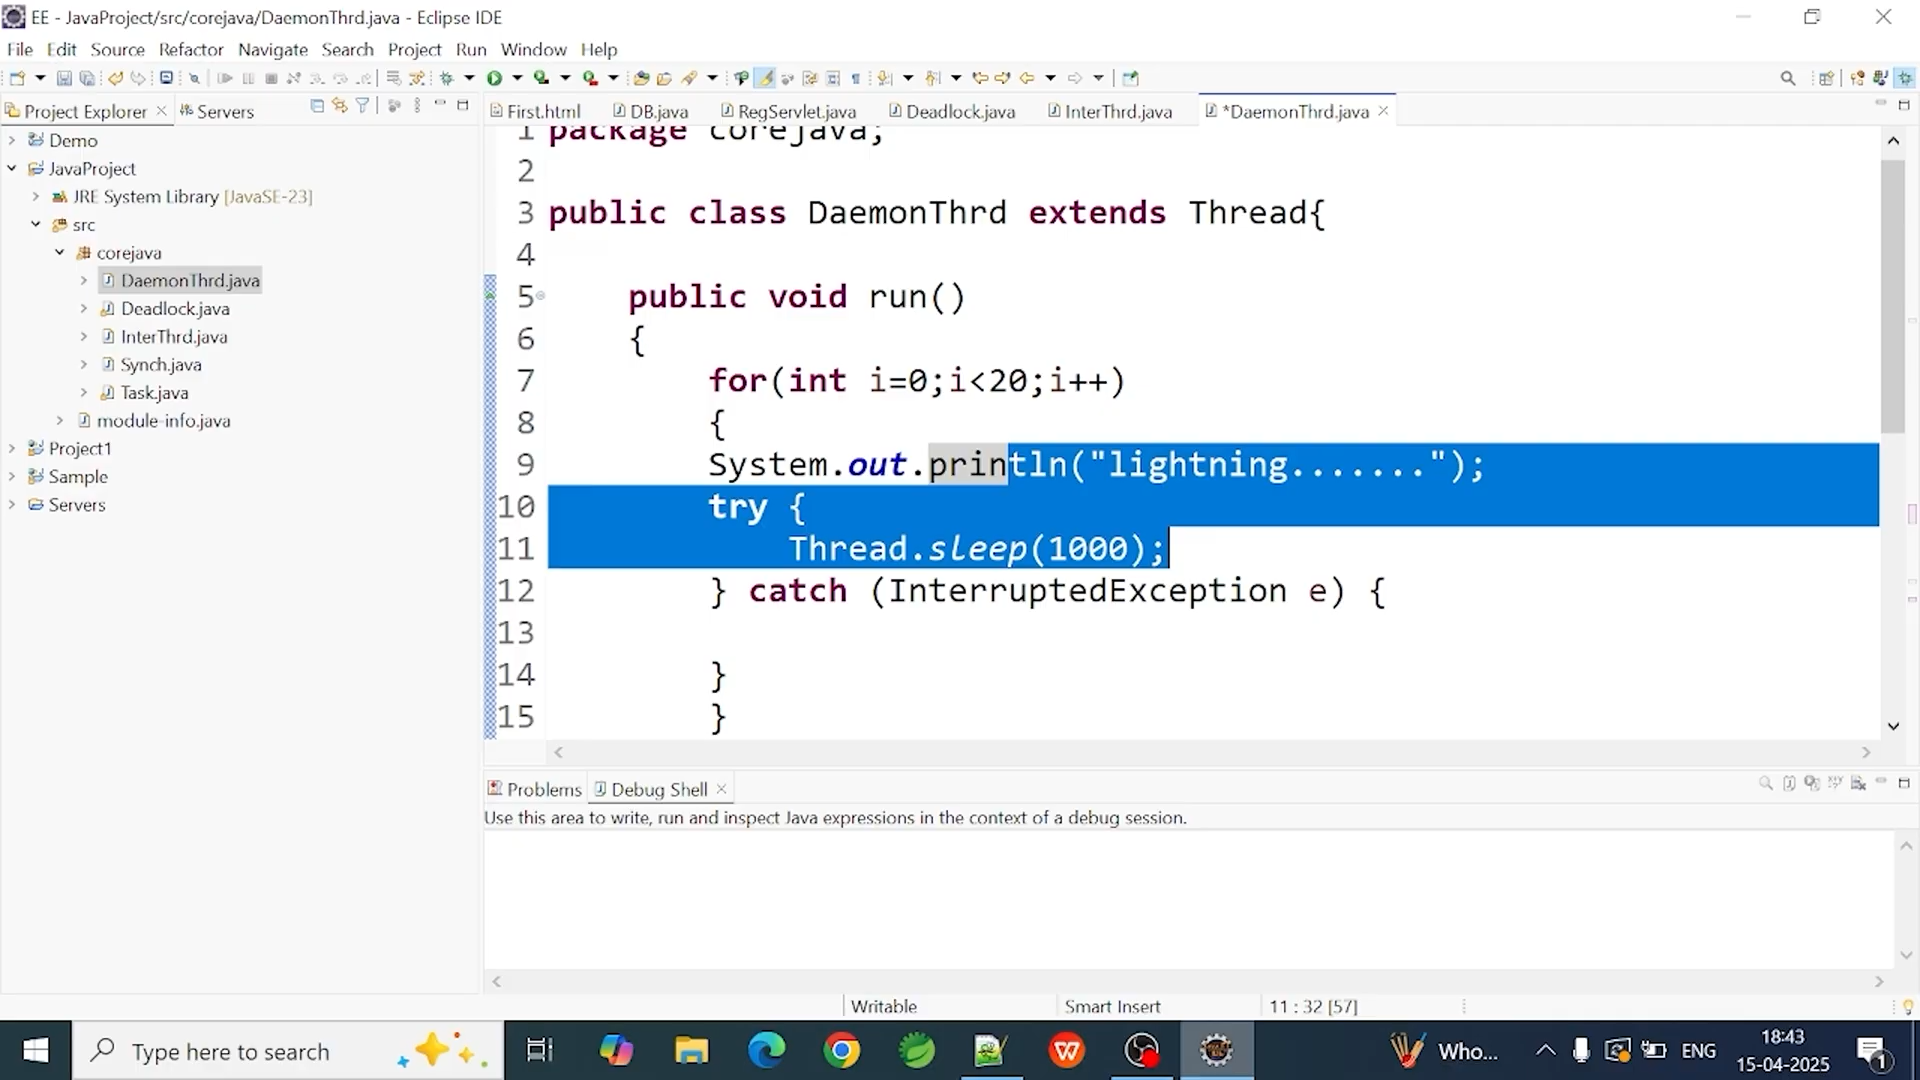 EE - JavaProject/src/corejava/DaemonThrd.java - Eclipse IDE
File Edit Source Refactor Navigate Search Project Run Window Help
Project Explorer
Servers
First.html
DB.java
RegServlet.java
Deadlock.java
InterThrd.java
*DaemonThrd.java
Demo
JavaProject
JRE System Library [JavaSE-23]
src
corejava
DaemonThrd.java
Deadlock.java
InterThrd.java
Synch.java
Task.java
module-info.java
Project1
Sample
Servers
1 package corejava;
2
3 public class DaemonThrd extends Thread{
4
5 public void run()
6 {
7 for(int i=0;i<20;i++)
8 {
9 System.out.println("lightning.......");
10 try {
11 Thread.sleep(1000);
12 } catch (InterruptedException e) {
13
14 }
15 }
Problems
Debug Shell
Use this area to write, run and inspect Java expressions in the context of a debug session.
Writable
Smart Insert
11 : 32 [57]
Type here to search
Who...
ENG
18:43
15-04-2025
1